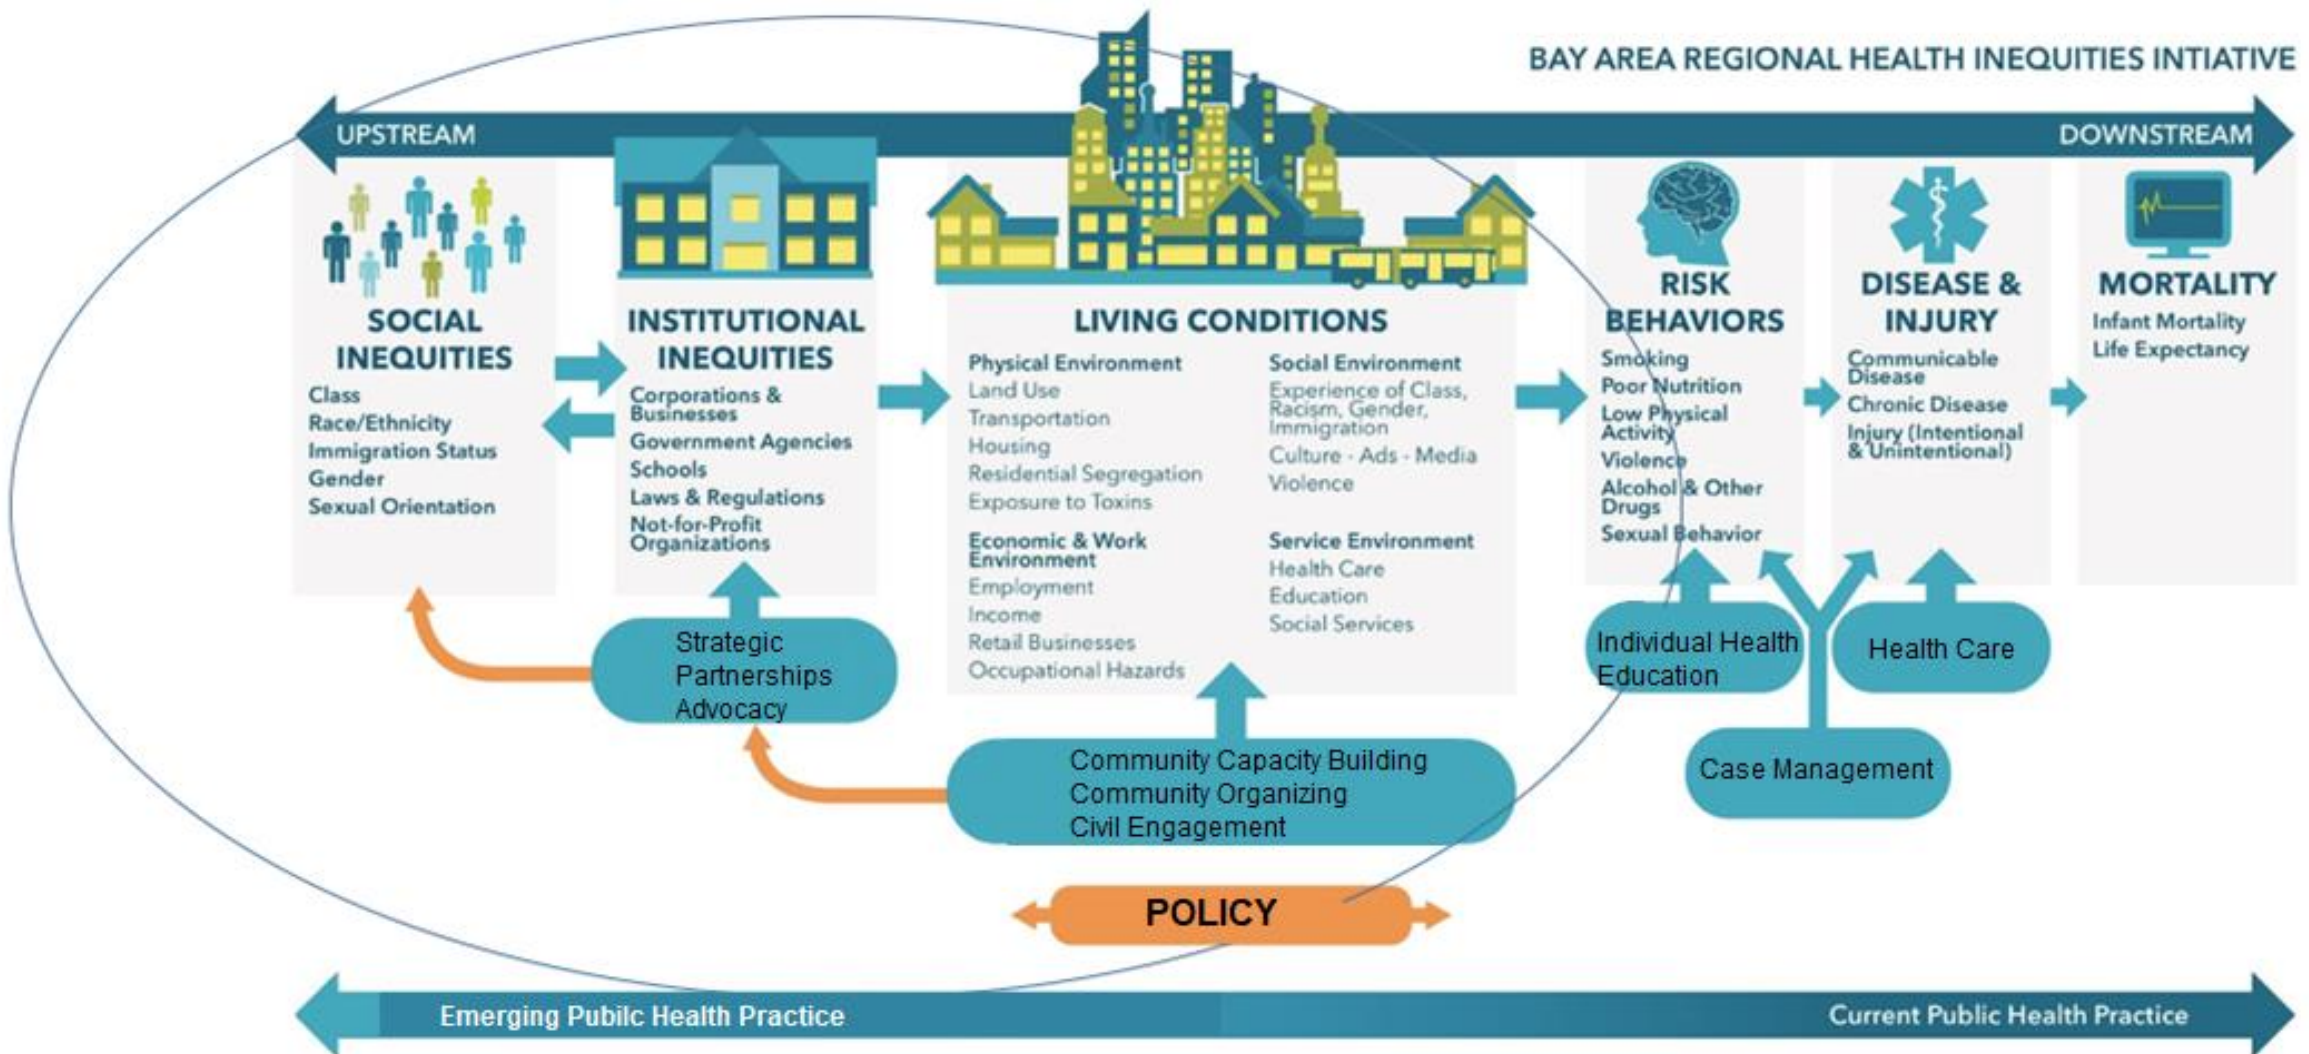 BAY AREA REGIONAL HEALTH INEQUITIES INTIATIVE
UPSTREAM
DOWNSTREAM
SOCIAL
INEQUITIES
Class
Race/Ethnicity
Immigration Status
Gender
Sexual Orientation
INSTITUTIONAL
INEQUITIES
Corporations &
Businesses
Government Agencies
Schools
Laws & Regulations
Not-for-Profit
Organizations
LIVING CONDITIONS
Physical Environment
Land Use
Transportation
Housing
Residential Segregation
Exposure to Toxins
Economic & Work
Environment
Employment
Income
Retail Businesses
Occupational Hazards
Social Environment
Experience of Class,
Racism, Gender,
Immigration
Culture - Ads - Media
Violence
Service Environment
Health Care
Education
Social Services
RISK
BEHAVIORS
Smoking
Poor Nutrition
Low Physical
Activity
Violence
Alcohol & Other
Drugs
Sexual Behavior
DISEASE &
INJURY
Communicable
Disease
Chronic Disease
Injury (Intentional
& Unintentional)
MORTALITY
Infant Mortality
Life Expectancy
Strategic
Partnerships
Advocacy
Community Capacity Building
Community Organizing
Civil Engagement
Individual Health
Education
Health Care
Case Management
POLICY
Emerging Pubilc Health Practice
Current Public Health Practice